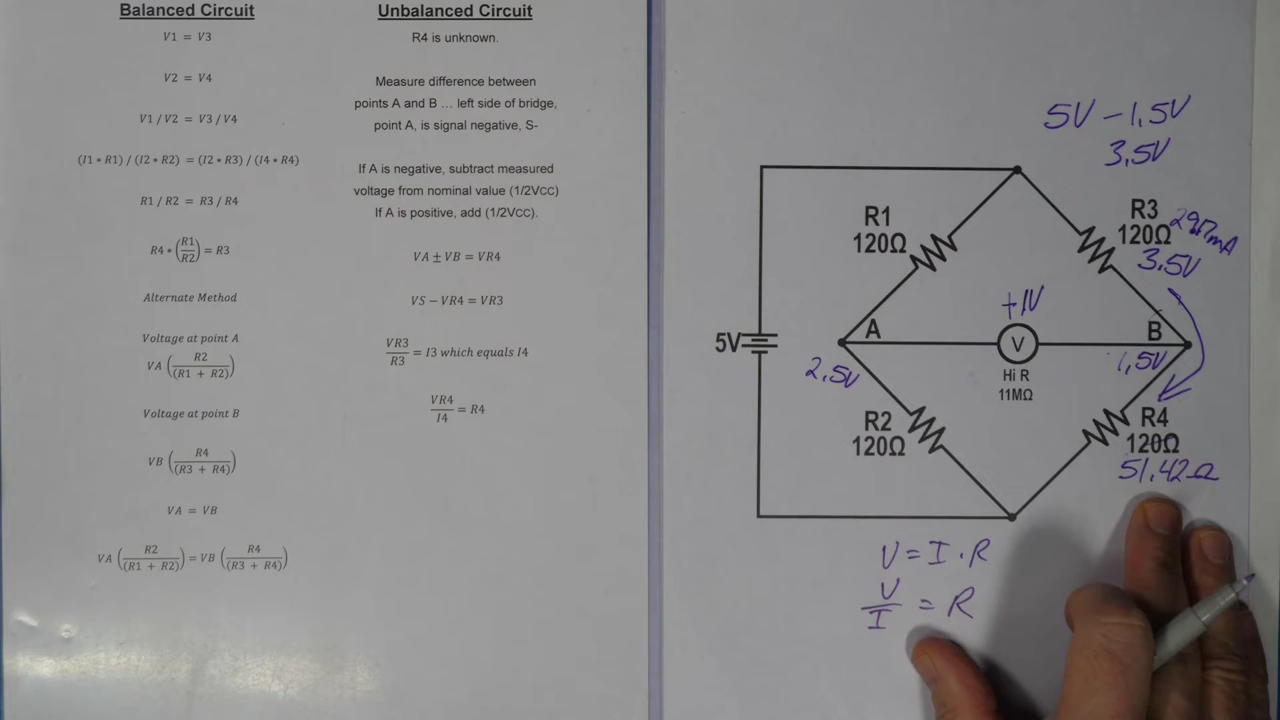 Balanced Circuit
V1 = V3
V2 = V4
V1 / V2 = V3 / V4
(I1 * R1) / (I2 * R2) = (I2 * R3) / (I4 * R4)
R1 / R2 = R3 / R4
R4 * (R1/R2) = R3
Alternate Method
Voltage at point A
VA (R2/(R1 + R2))
Voltage at point B
VB (R4/(R3 + R4))
VA = VB
VA (R2/(R1 + R2)) = VB (R4/(R3 + R4))
Unbalanced Circuit
R4 is unknown.
Measure difference between
points A and B ... left side of bridge,
point A, is signal negative, S-
If A is negative, subtract measured
voltage from nominal value (1/2VCC)
If A is positive, add (1/2VCC).
VA ± VB = VR4
VS − VR4 = VR3
VR3/R3 = I3 which equals I4
VR4/I4 = R4
5V − 1,5V
3,5V
R1
120Ω
R3
120Ω
3.5V
+1V
A
B
5V
V
2.5V
1,5V
Hi R
11MΩ
R2
120Ω
R4
120Ω
51.42Ω
V = I · R
V/I = R